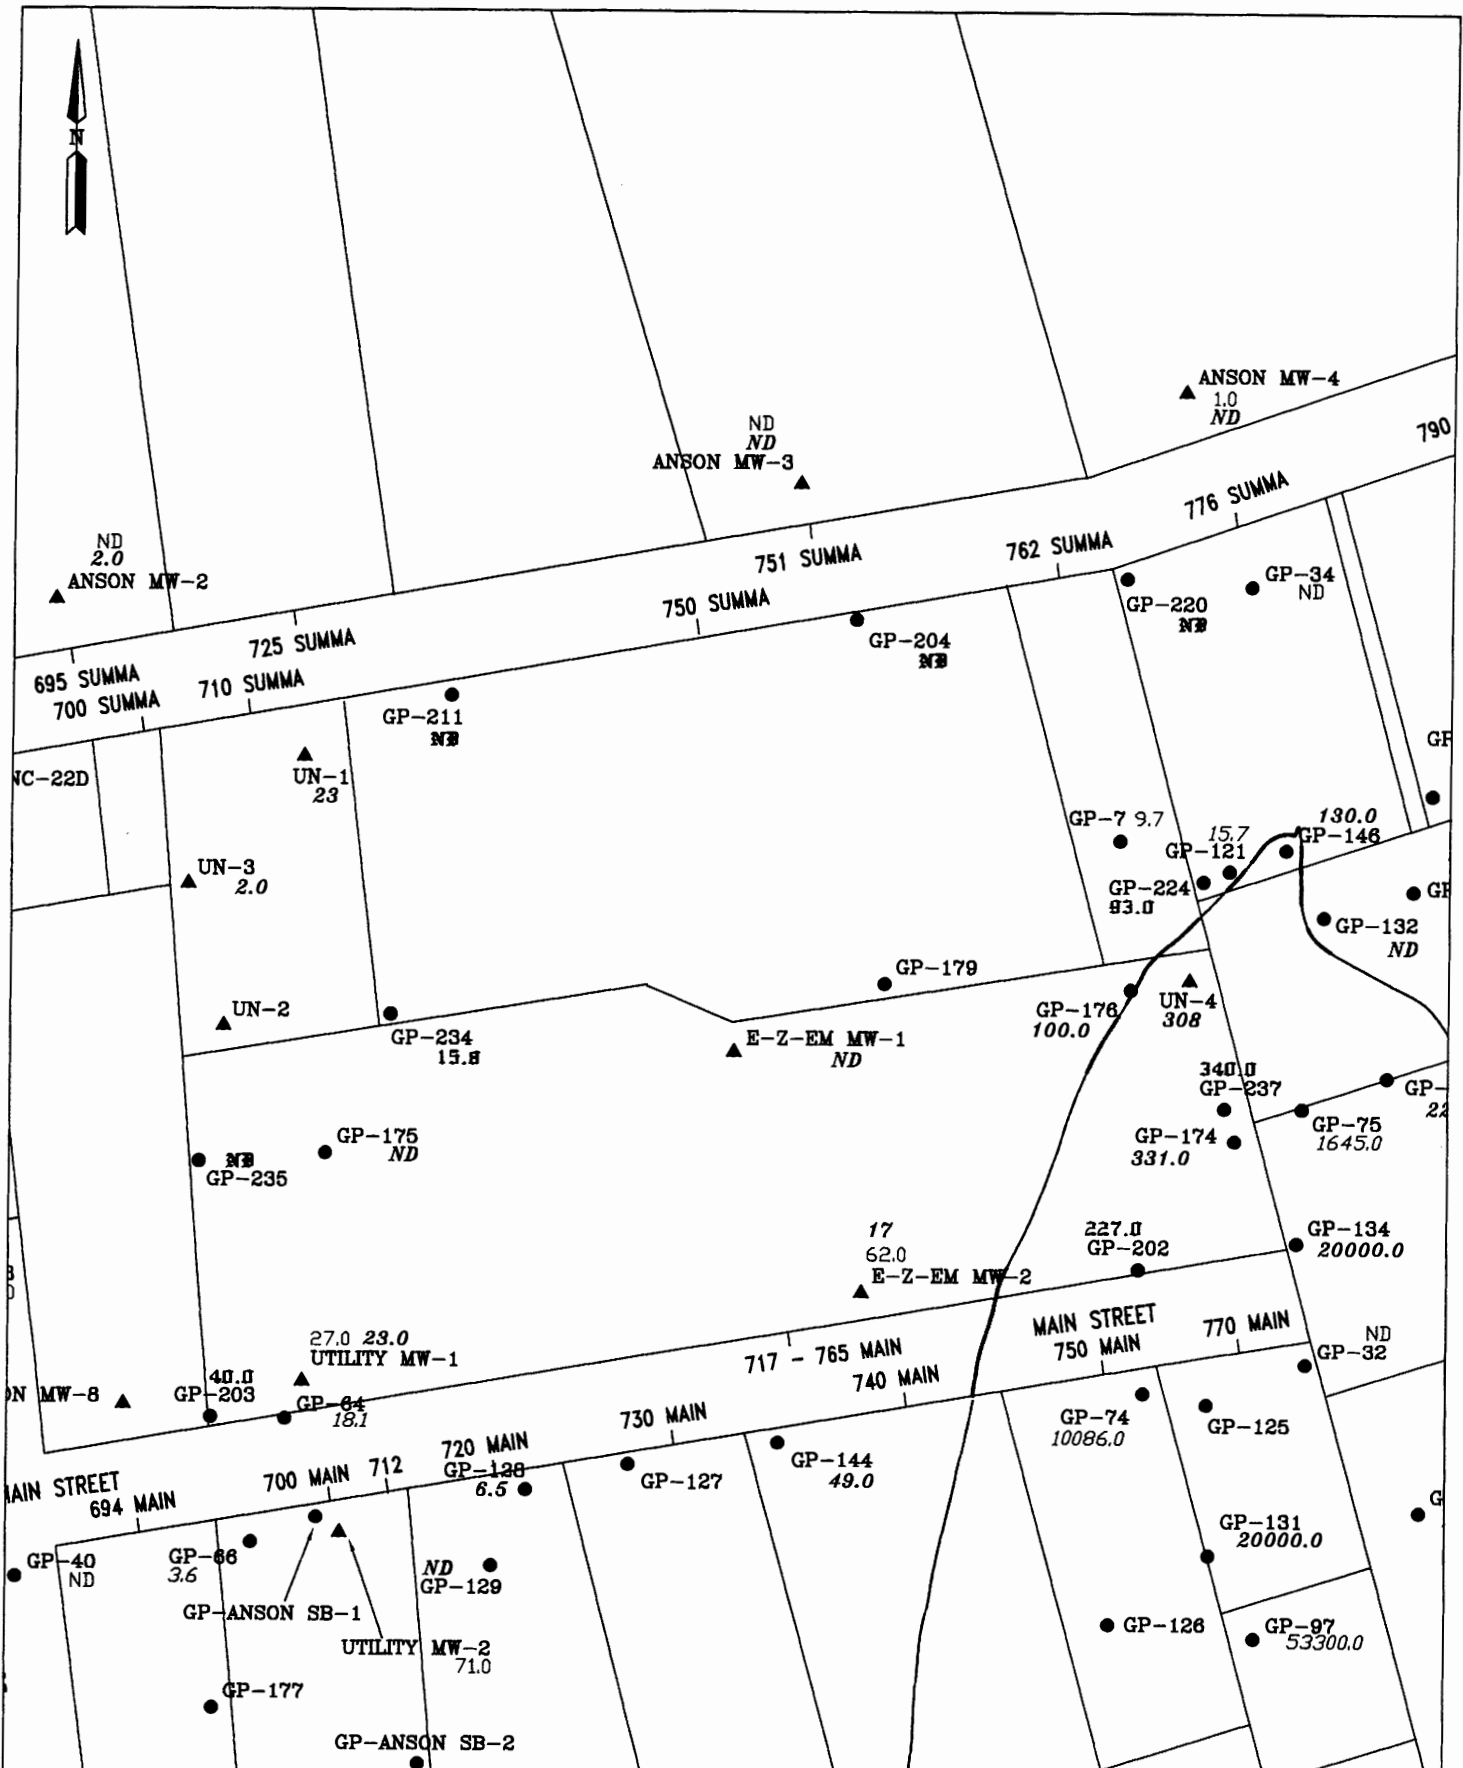 N
ANSON MW-4
1.0
ND
790
ND
ND
ANSON MW-3
776 SUMMA
762 SUMMA
751 SUMMA
ND
2.0
ANSON MW-2
GP-34
ND
GP-220
750 SUMMA
GP-204
725 SUMMA
695 SUMMA
710 SUMMA
700 SUMMA
GP-211
NC-22D
UN-1
23
GP-7 9.7
15.7
GP-121
130.0
GP-146
UN-3
2.0
GP-224
93.0
GP-132
ND
GP-179
UN-2
GP-176
100.0
UN-4
308
GP-234
15.8
E-Z-EM MW-1
ND
340.0
GP-237
GP-
22
GP-75
1645.0
GP-175
ND
GP-174
331.0
GP-235
17
62.0
E-Z-EM MW-2
227.0
GP-202
GP-134
20000.0
27.0 23.0
UTILITY MW-1
MAIN STREET
750 MAIN
770 MAIN
ND
GP-32
717 - 765 MAIN
740 MAIN
ON MW-8
40.0
GP-203
GP-64
18.1
730 MAIN
GP-74
10086.0
GP-125
720 MAIN
712
700 MAIN
GP-128
6.5
GP-127
GP-144
49.0
MAIN STREET
694 MAIN
GP-131
20000.0
GP-40
ND
GP-66
3.6
ND
GP-129
GP-ANSON SB-1
GP-126
GP-97
53300.0
UTILITY MW-2
71.0
GP-177
GP-ANSON SB-2